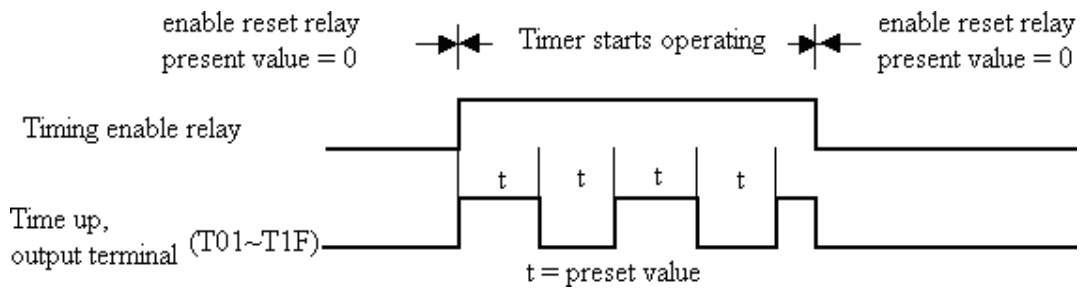 enable reset relay
present value = 0
Timer starts operating
enable reset relay
present value = 0
Timing enable relay
t
t
t
t
Time up,
output terminal (T01~T1F)
t = preset value